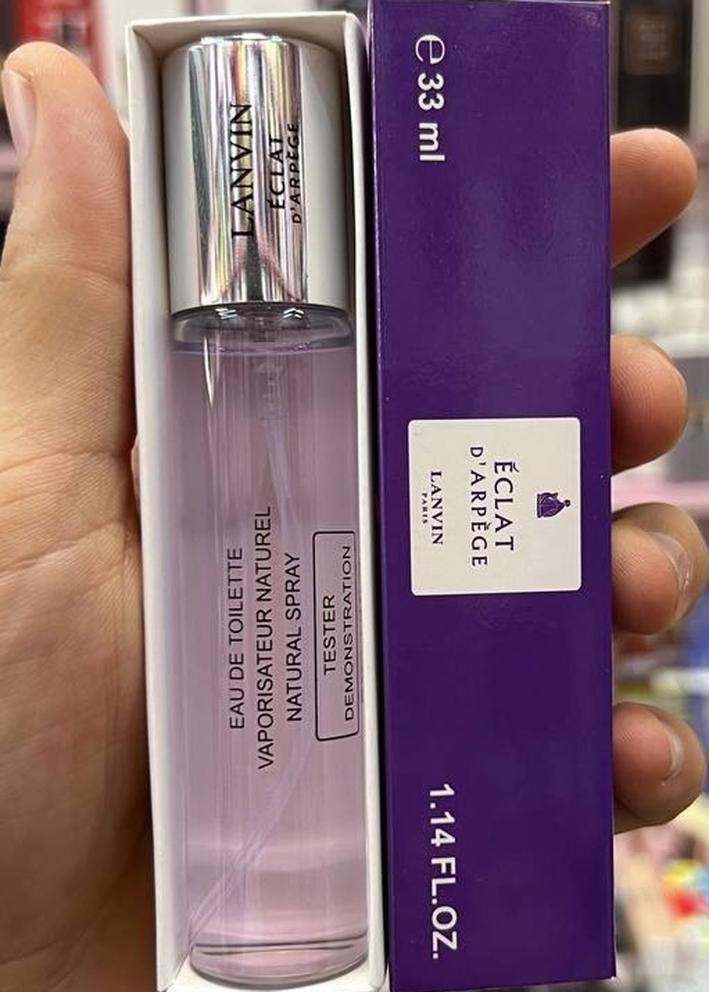 LANVIN
ÉCLAT
D'ARPÈGE
EAU DE TOILETTE
VAPORISATEUR NATUREL
NATURAL SPRAY
TESTER
DEMONSTRATION
℮ 33 ml
ÉCLAT
D'ARPÈGE
LANVIN
PARIS
1.14 FL.OZ.